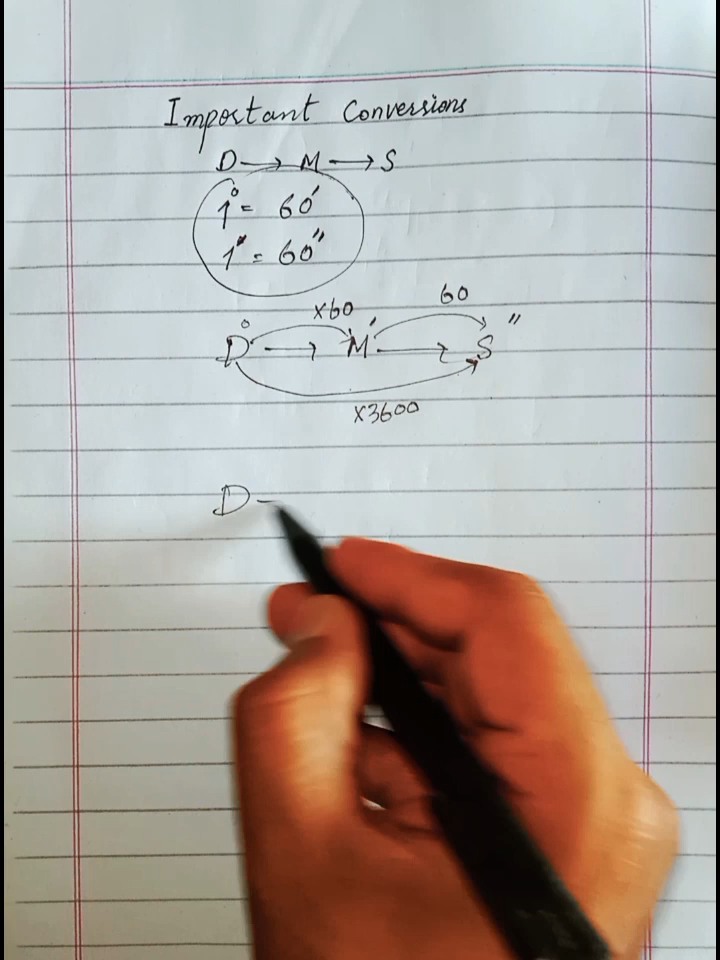 Important Conversions
D → M → S
1° = 60′
1″ = 60″
×60 60
D° → M′ → S″
×3600
D -